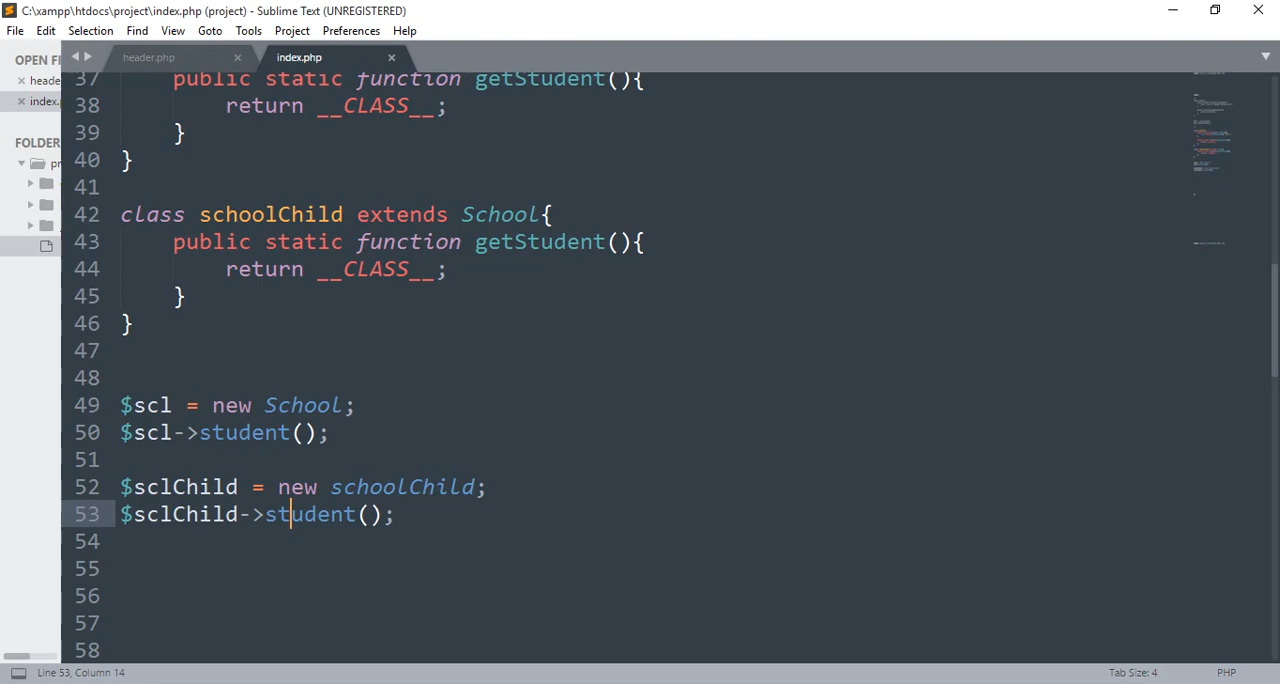 C:\xampp\htdocs\project\index.php (project) - Sublime Text (UNREGISTERED)
File Edit Selection Find View Goto Tools Project Preferences Help
OPEN FI
header.php × index.php ×
× heade
× index.
FOLDER
pr
37 public static function getStudent(){
38 return __CLASS__;
39 }
40 }
41
42 class schoolChild extends School{
43 public static function getStudent(){
44 return __CLASS__;
45 }
46 }
47
48
49 $scl = new School;
50 $scl->student();
51
52 $sclChild = new schoolChild;
53 $sclChild->student();
54
55
56
57
58
Line 53, Column 14 Tab Size: 4 PHP